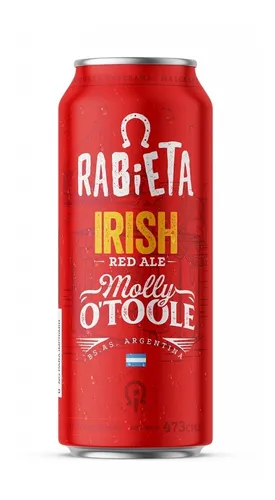 RABiETA
IRISH
RED ALE
Molly
O'TOOLE
BS.AS. ARGENTINA
473